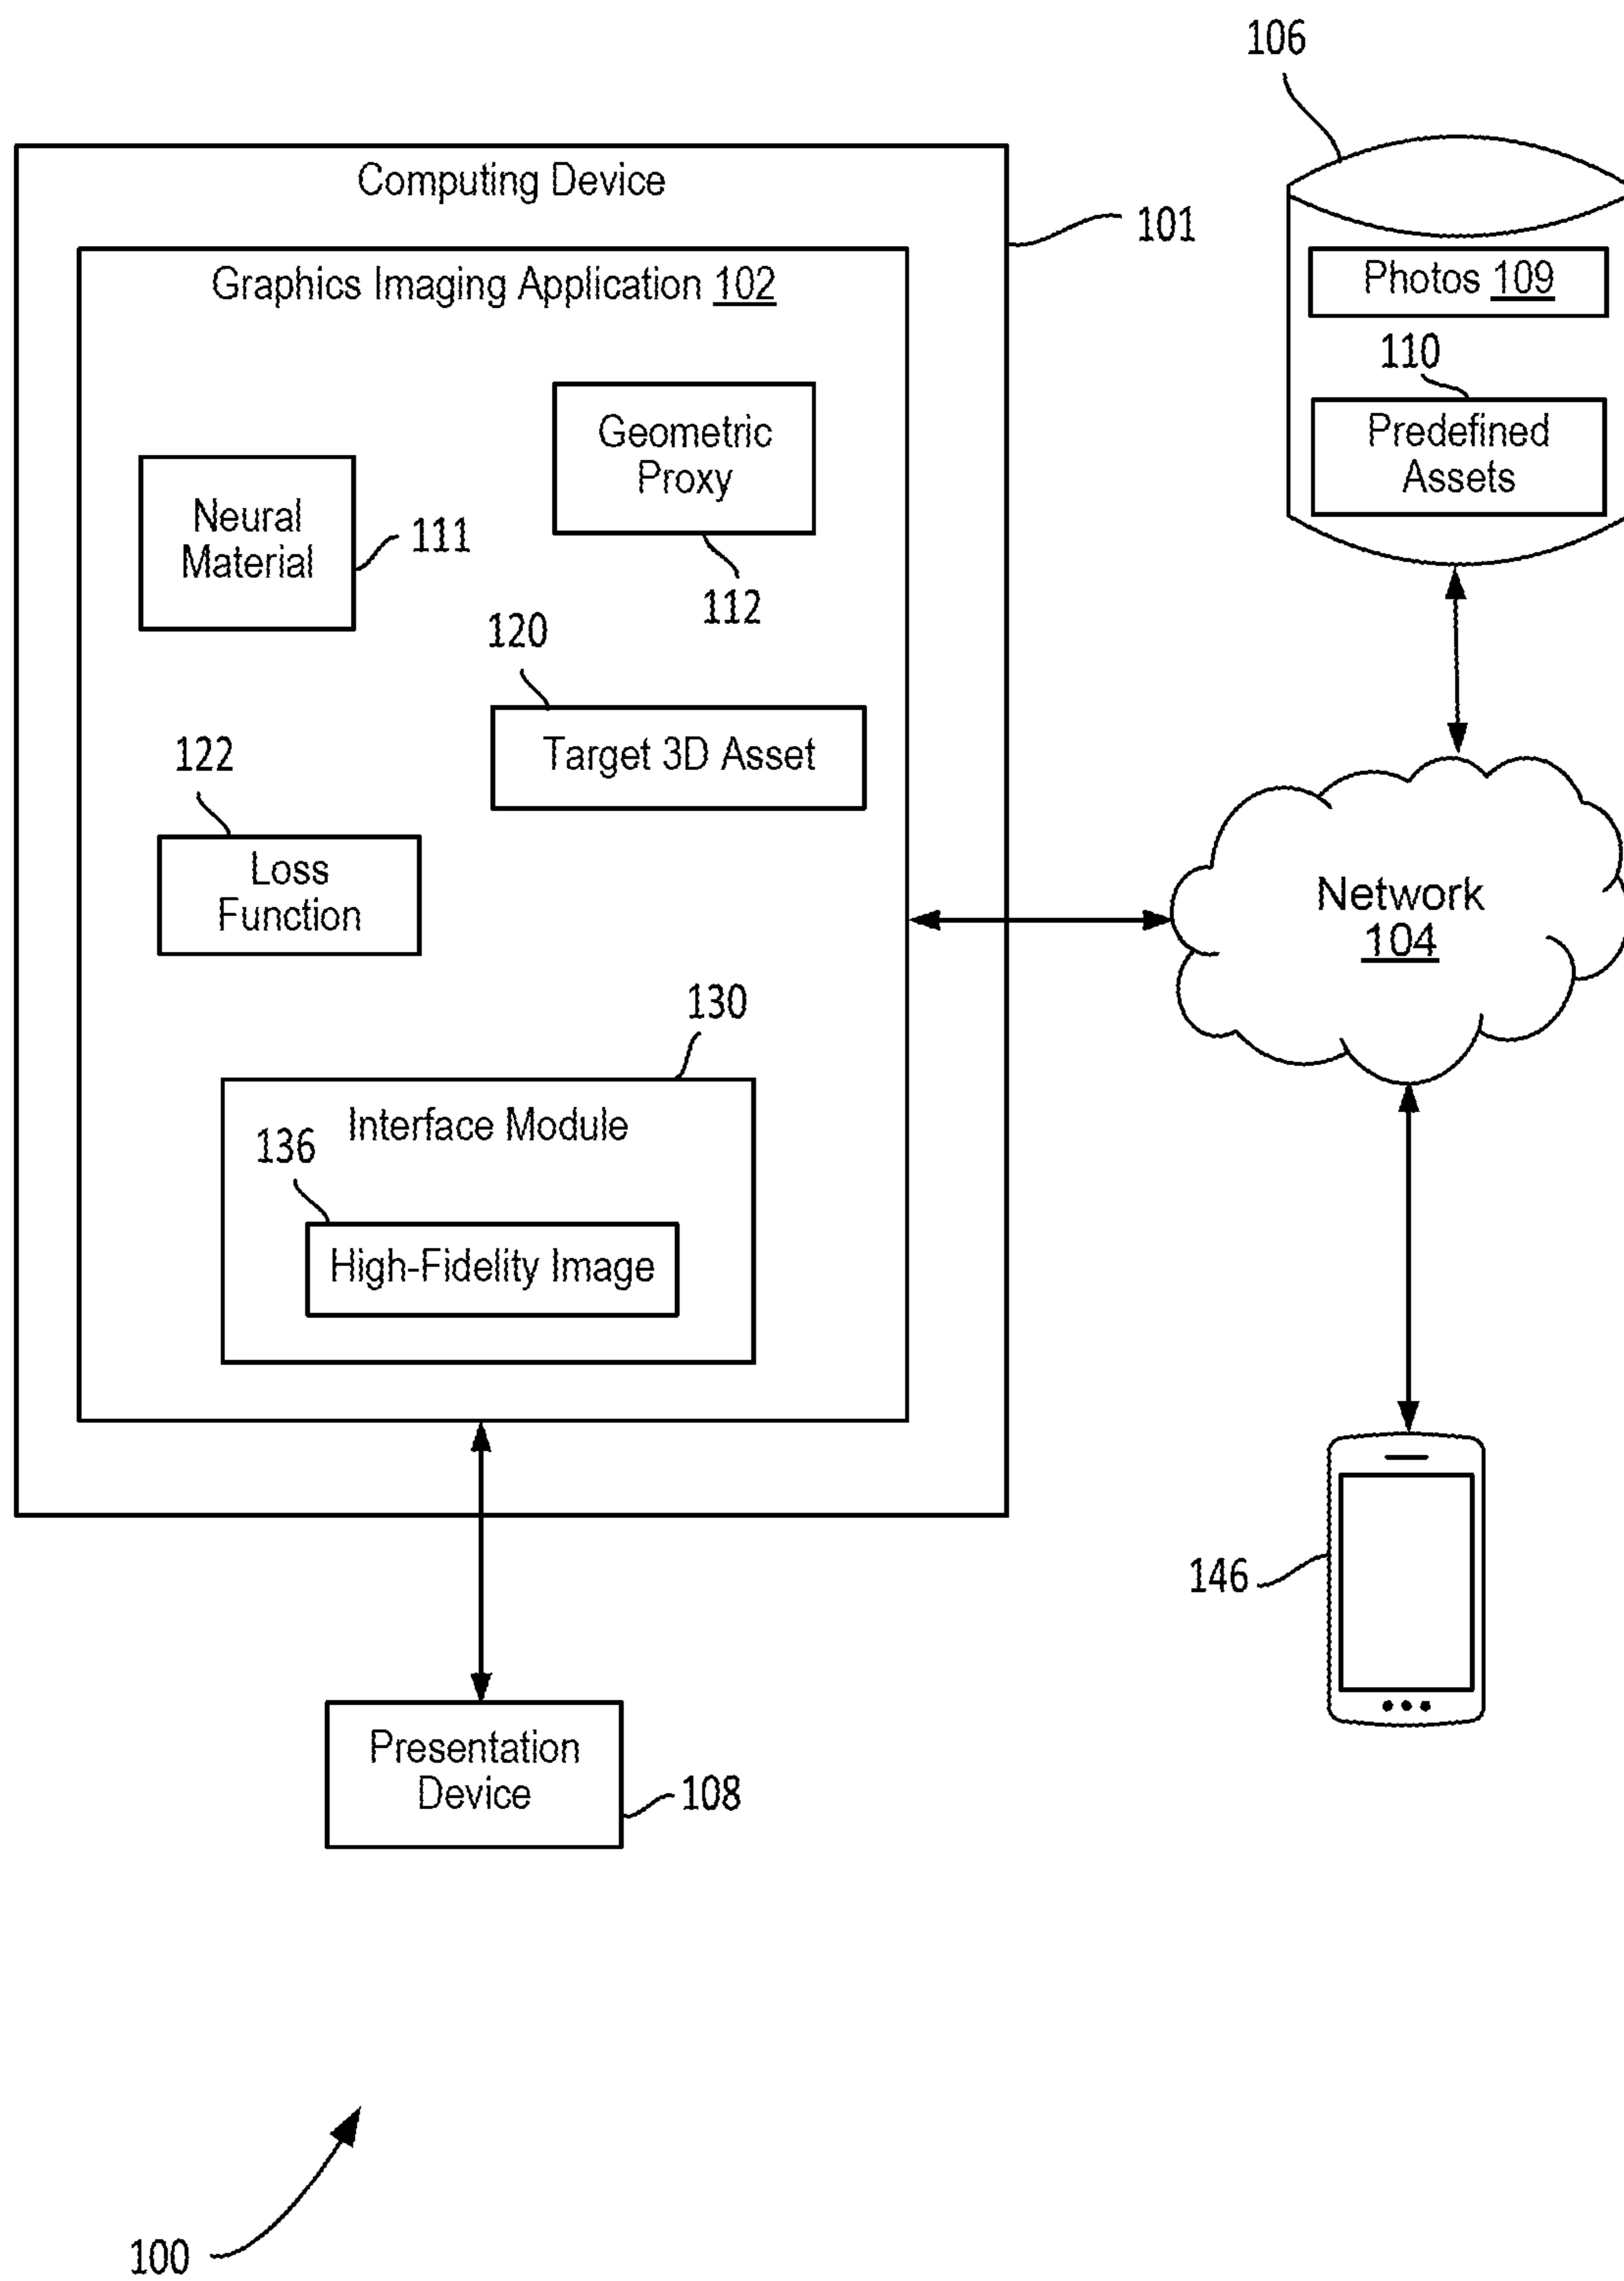 106
Computing Device
101
Graphics Imaging Application 102
Photos 109
110
Predefined
Assets
Geometric
Proxy
112
Neural
Material
111
120
Target 3D Asset
122
Loss
Function
Network
104
130
Interface Module
136
High-Fidelity Image
146
Presentation
Device
108
100